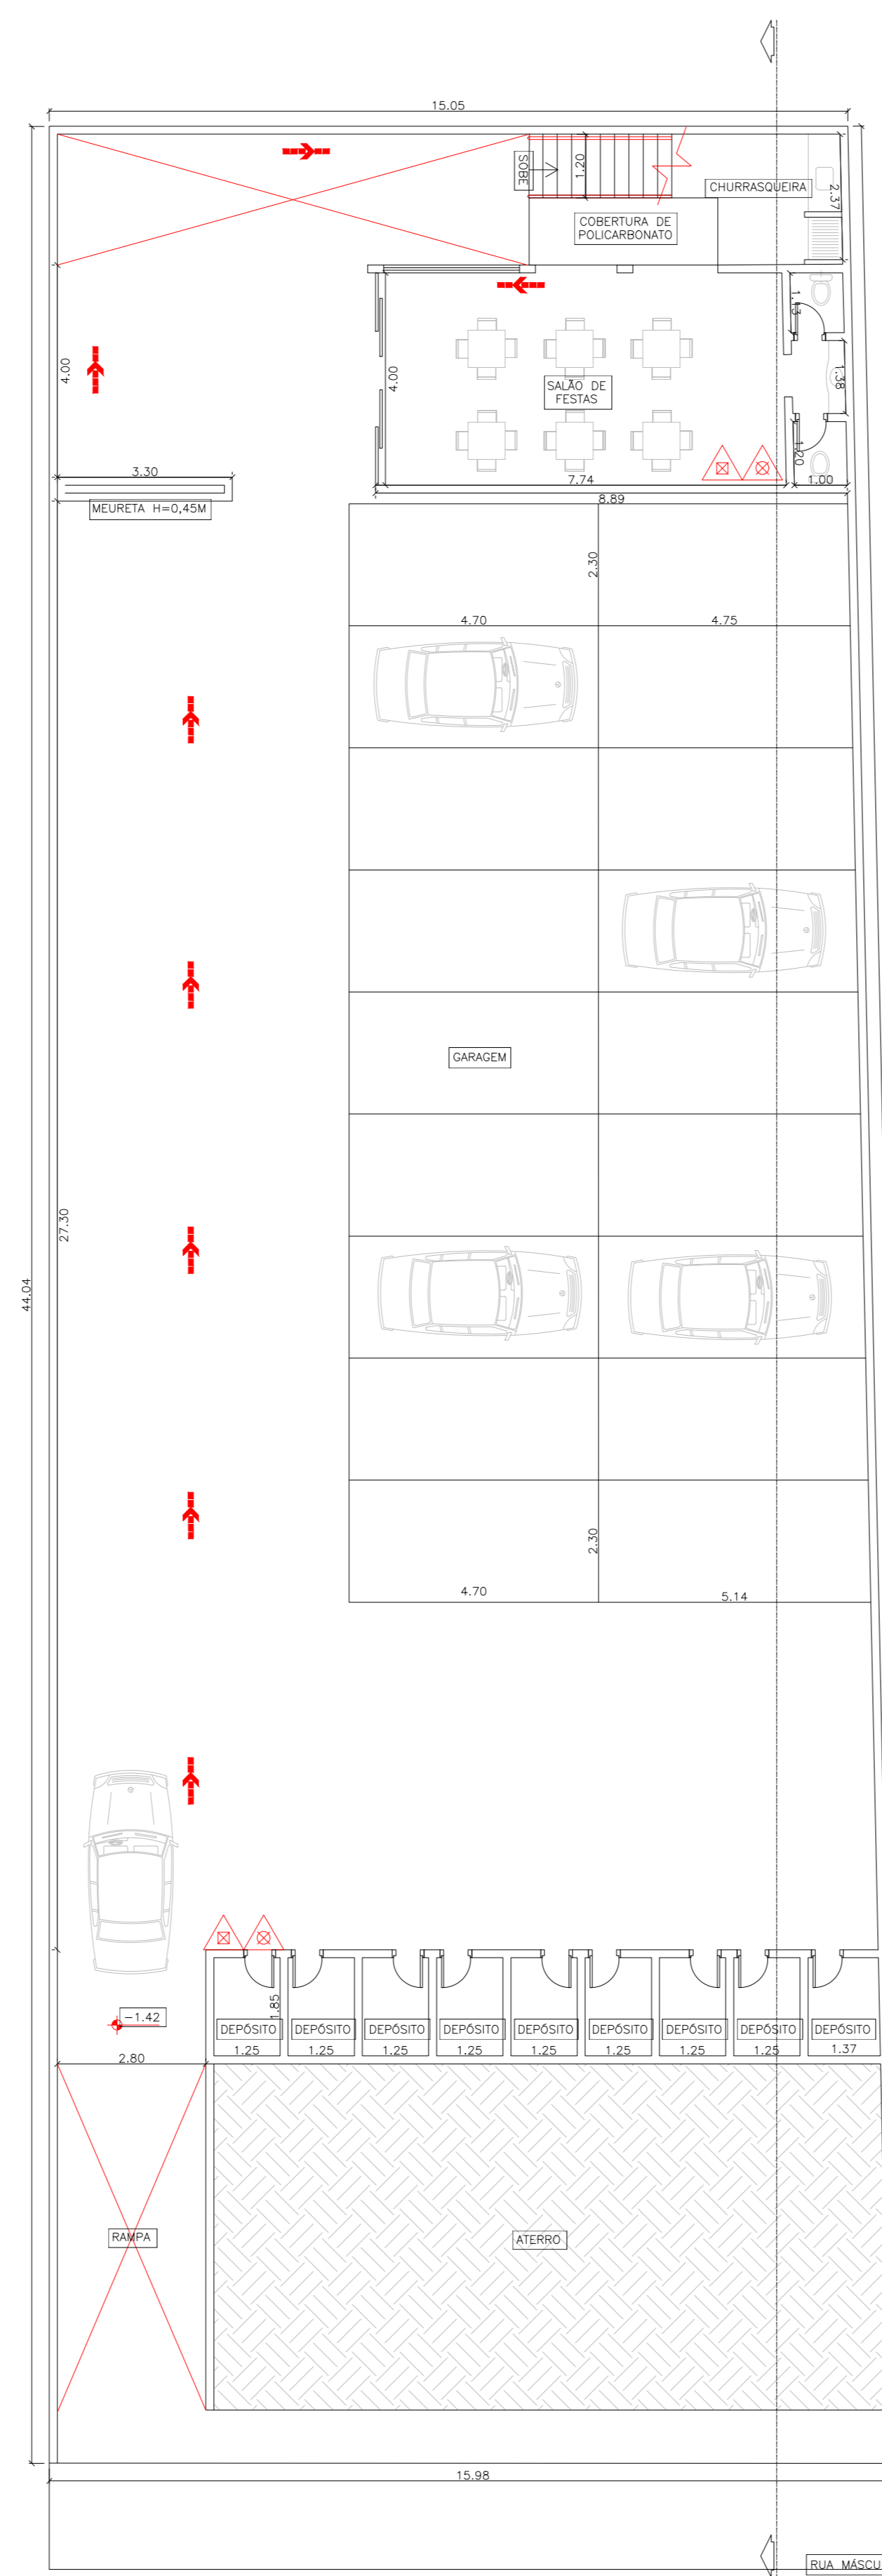 15.05
SOBE
1.20
CHURRASQUEIRA
2.37
COBERTURA DE
POLICARBONATO
4.00
4.00
SALÃO DE
FESTAS
1.38
1.20
3.30
7.74
1.00
8.89
MEURETA H=0,45M
2.30
4.70
4.75
GARAGEM
27.30
44.04
2.30
4.70
5.14
-1.42
1.85
DEPÓSITO
DEPÓSITO
DEPÓSITO
DEPÓSITO
DEPÓSITO
DEPÓSITO
DEPÓSITO
DEPÓSITO
DEPÓSITO
1.25
1.25
1.25
1.25
1.25
1.25
1.25
1.25
1.37
2.80
RAMPA
ATERRO
15.98
RUA MÁSCU